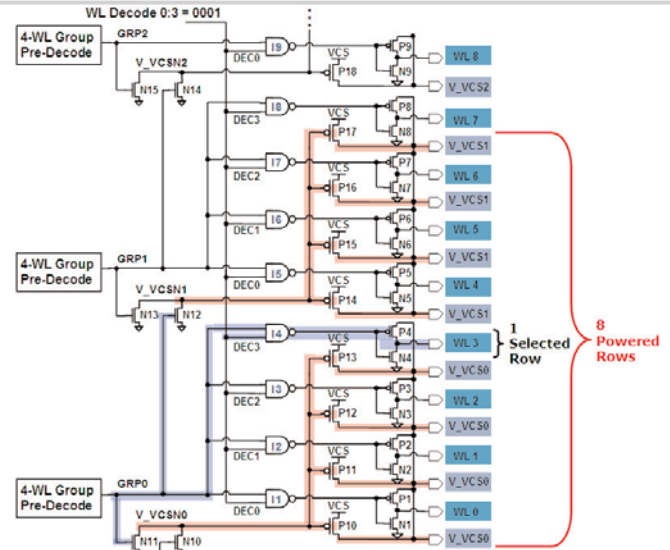 WL Decode 0:3 = 0001
4-WL Group
Pre-Decode
GRP2
I9
DEC0
P9
N9
WL 8
V_VCSN2
VCS
P18
V_VCS2
N15
N14
I8
DEC3
P8
N8
WL 7
VCS
P17
V_VCS1
I7
DEC2
P7
N7
WL 6
VCS
P16
V_VCS1
I6
DEC1
P6
N6
WL 5
VCS
P15
V_VCS1
4-WL Group
Pre-Decode
GRP1
I5
DEC0
P5
N5
WL 4
V_VCSN1
VCS
P14
V_VCS1
N13
N12
I4
DEC3
P4
N4
WL 3
1
Selected
Row
8
Powered
Rows
VCS
P13
V_VCS0
I3
DEC2
P3
N3
WL 2
VCS
P12
V_VCS0
I2
DEC1
P2
N2
WL 1
VCS
P11
V_VCS0
4-WL Group
Pre-Decode
GRP0
I1
DEC0
P1
N1
WL 0
V_VCSN0
VCS
P10
V_VCS0
N11
N10